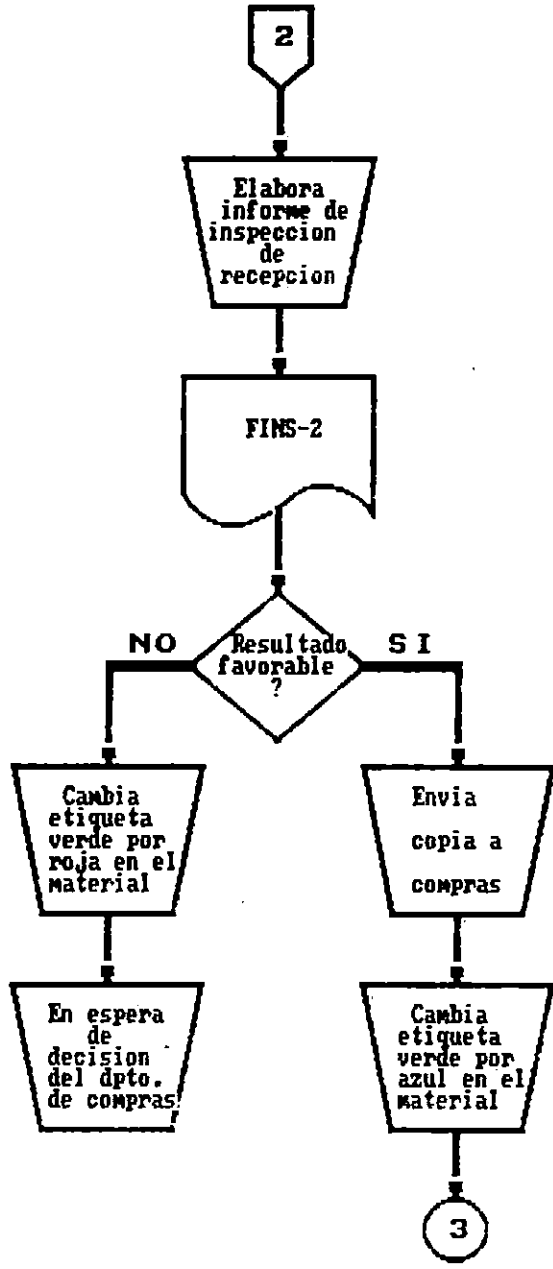 2
Elabora
informe de
inspeccion
de
recepcion
FINS-2
NO
Resultado
favorable
?
SI
Cambia
etiqueta
verde por
roja en el
material
Envia
copia a
compras
En espera
de
decision
del dpto.
de compras
Cambia
etiqueta
verde por
azul en el
material
3